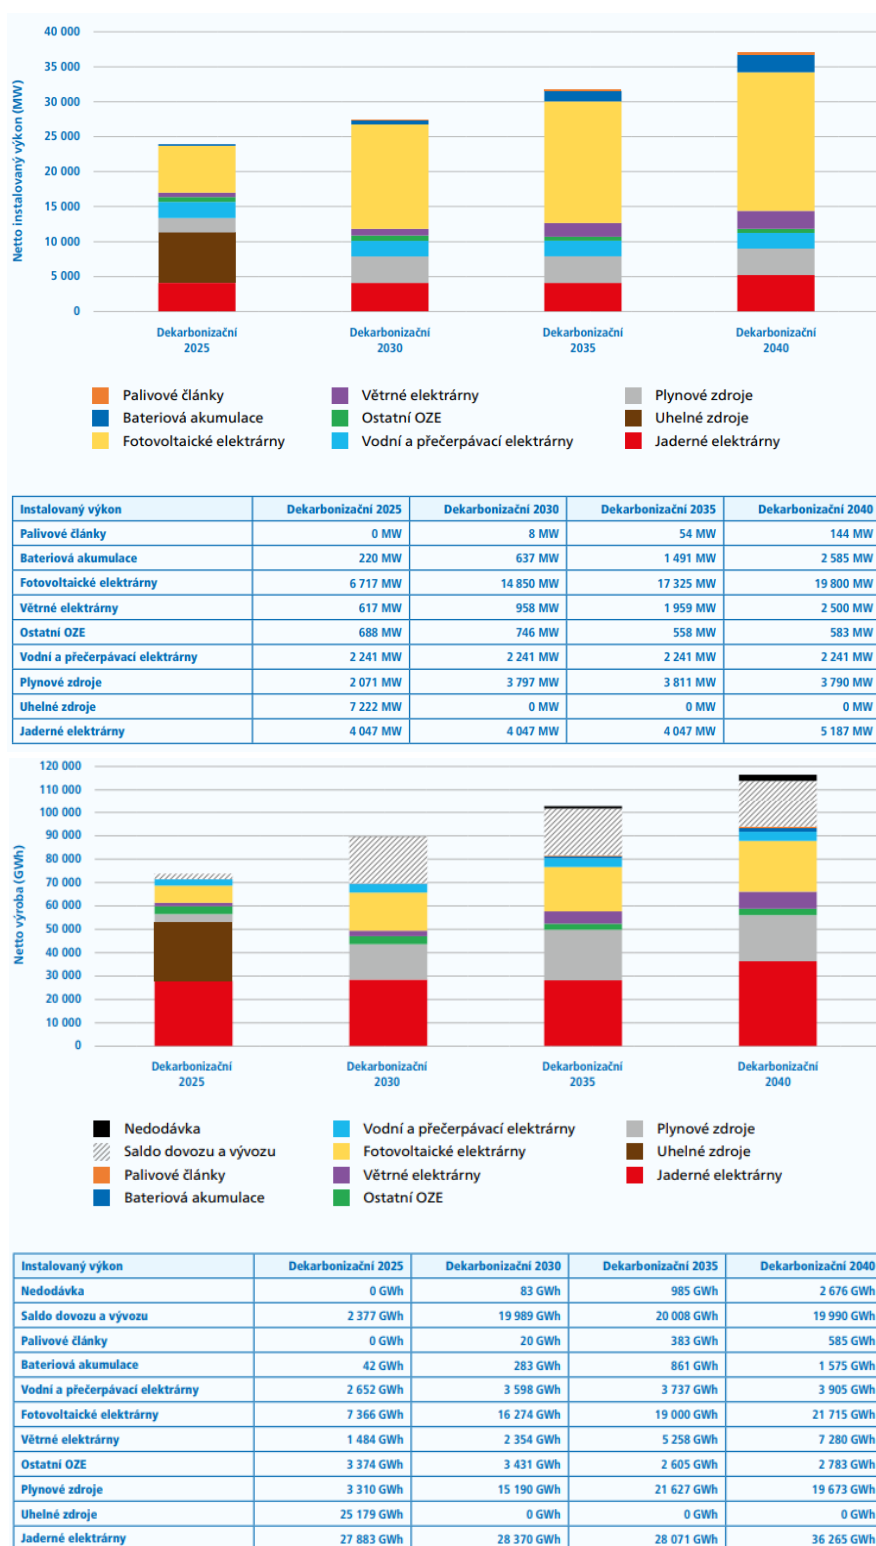 40 000
35 000
30 000
25 000
20 000
15 000
10 000
5 000
0
Netto instalovaný výkon (MW)
Dekarbonizační 2025
Dekarbonizační 2030
Dekarbonizační 2035
Dekarbonizační 2040
Palivové články
Větrné elektrárny
Plynové zdroje
Bateriová akumulace
Ostatní OZE
Uhelné zdroje
Fotovoltaické elektrárny
Vodní a přečerpávací elektrárny
Jaderné elektrárny
Instalovaný výkon Dekarbonizační 2025 Dekarbonizační 2030 Dekarbonizační 2035 Dekarbonizační 2040
Palivové články 0 MW 8 MW 54 MW 144 MW
Bateriová akumulace 220 MW 637 MW 1 491 MW 2 585 MW
Fotovoltaické elektrárny 6 717 MW 14 850 MW 17 325 MW 19 800 MW
Větrné elektrárny 617 MW 958 MW 1 959 MW 2 500 MW
Ostatní OZE 688 MW 746 MW 558 MW 583 MW
Vodní a přečerpávací elektrárny 2 241 MW 2 241 MW 2 241 MW 2 241 MW
Plynové zdroje 2 071 MW 3 797 MW 3 811 MW 3 790 MW
Uhelné zdroje 7 222 MW 0 MW 0 MW 0 MW
Jaderné elektrárny 4 047 MW 4 047 MW 4 047 MW 5 187 MW
120 000
110 000
100 000
90 000
80 000
70 000
60 000
50 000
40 000
30 000
20 000
10 000
0
Netto výroba (GWh)
Dekarbonizační 2025
Dekarbonizační 2030
Dekarbonizační 2035
Dekarbonizační 2040
Nedodávka
Vodní a přečerpávací elektrárny
Plynové zdroje
Saldo dovozu a vývozu
Fotovoltaické elektrárny
Uhelné zdroje
Palivové články
Větrné elektrárny
Jaderné elektrárny
Bateriová akumulace
Ostatní OZE
Instalovaný výkon Dekarbonizační 2025 Dekarbonizační 2030 Dekarbonizační 2035 Dekarbonizační 2040
Nedodávka 0 GWh 83 GWh 985 GWh 2 676 GWh
Saldo dovozu a vývozu 2 377 GWh 19 989 GWh 20 008 GWh 19 990 GWh
Palivové články 0 GWh 20 GWh 383 GWh 585 GWh
Bateriová akumulace 42 GWh 283 GWh 861 GWh 1 575 GWh
Vodní a přečerpávací elektrárny 2 652 GWh 3 598 GWh 3 737 GWh 3 905 GWh
Fotovoltaické elektrárny 7 366 GWh 16 274 GWh 19 000 GWh 21 715 GWh
Větrné elektrárny 1 484 GWh 2 354 GWh 5 258 GWh 7 280 GWh
Ostatní OZE 3 374 GWh 3 431 GWh 2 605 GWh 2 783 GWh
Plynové zdroje 3 310 GWh 15 190 GWh 21 627 GWh 19 673 GWh
Uhelné zdroje 25 179 GWh 0 GWh 0 GWh 0 GWh
Jaderné elektrárny 27 883 GWh 28 370 GWh 28 071 GWh 36 265 GWh